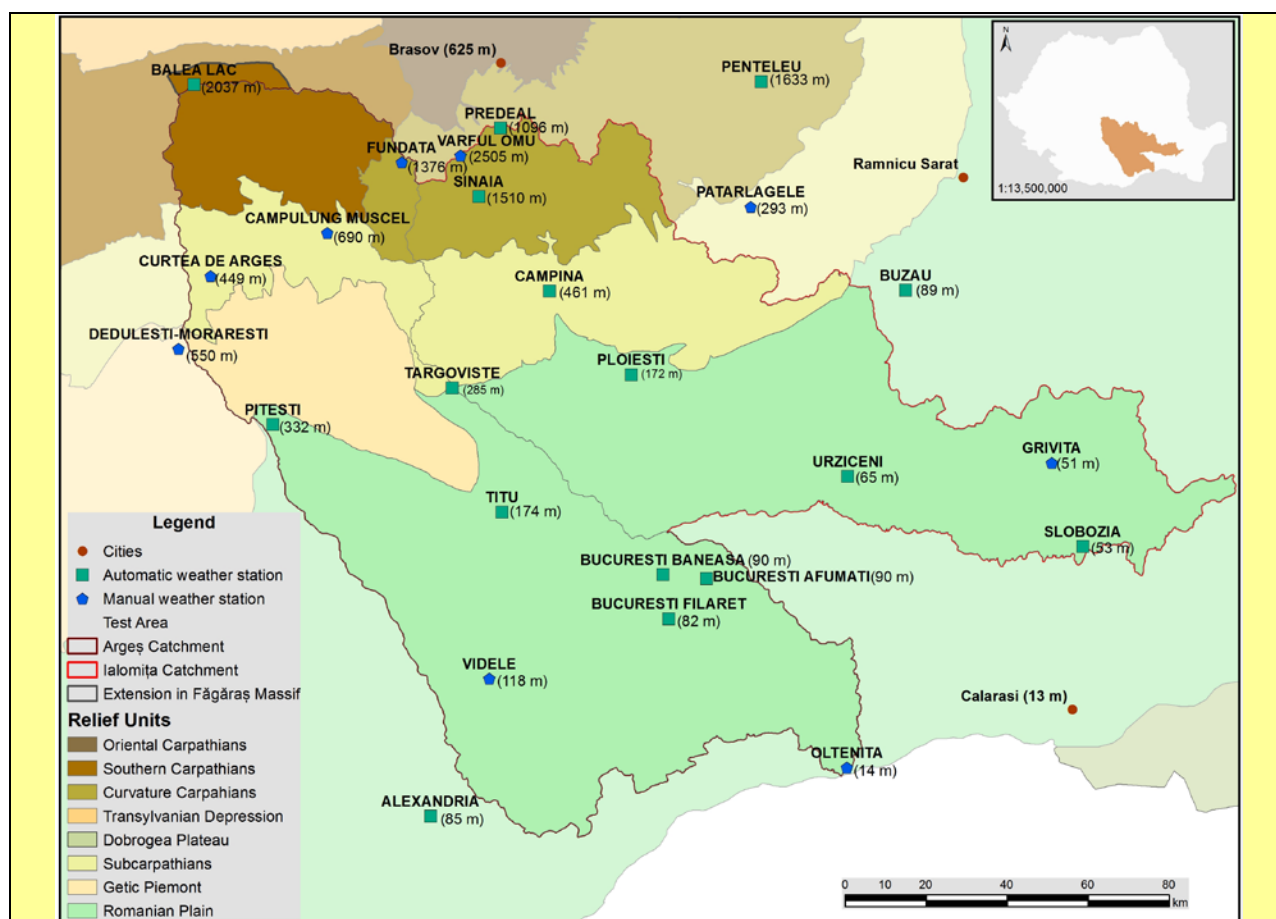 N
1:13,500,000
Brasov (625 m)
BALEA LAC
(2037 m)
PENTELEU
(1633 m)
PREDEAL
(1096 m)
FUNDATA
(1376 m)
VARFUL OMU
(2505 m)
SINAIA
(1510 m)
Ramnicu Sarat
PATARLAGELE
(293 m)
CAMPULUNG MUSCEL
(690 m)
CURTEA DE ARGES
(449 m)
CAMPINA
(461 m)
BUZAU
(89 m)
DEDULESTI-MORARESTI
(550 m)
PLOIESTI
(172 m)
TARGOVISTE
(285 m)
PITESTI
(332 m)
GRIVITA
(51 m)
URZICENI
(65 m)
TITU
(174 m)
SLOBOZIA
(53 m)
BUCURESTI BANEASA (90 m)
BUCURESTI AFUMATI (90 m)
BUCURESTI FILARET
(82 m)
VIDELE
(118 m)
Calarasi (13 m)
OLTENITA
(14 m)
ALEXANDRIA
(85 m)
Legend
Cities
Automatic weather station
Manual weather station
Test Area
Argeș Catchment
Ialomița Catchment
Extension in Făgăraș Massif
Relief Units
Oriental Carpathians
Southern Carpathians
Curvature Carpahians
Transylvanian Depression
Dobrogea Plateau
Subcarpathians
Getic Piemont
Romanian Plain
0 10 20 40 60 80
km